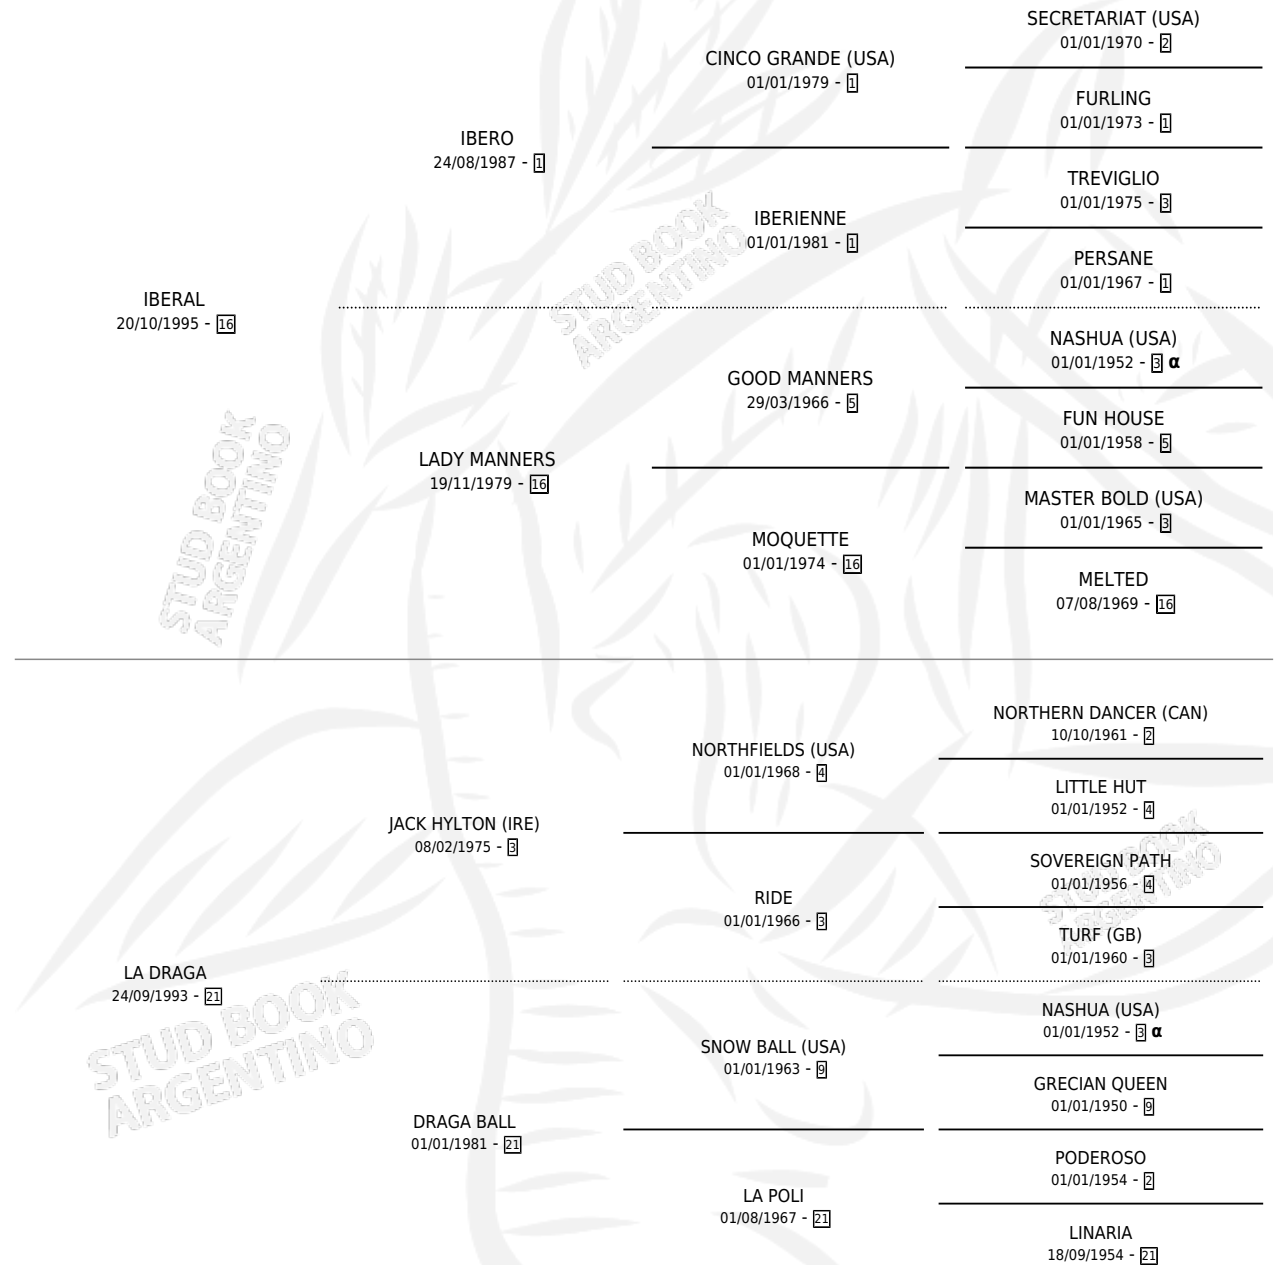 SECRETARIAT (USA)
01/01/1970 - 2
CINCO GRANDE (USA)
01/01/1979 - 1
FURLING
01/01/1973 - 1
IBERO
24/08/1987 - 1
TREVIGLIO
01/01/1975 - 3
IBERIENNE
01/01/1981 - 1
PERSANE
01/01/1967 - 1
IBERAL
20/10/1995 - 16
STUD BOOK
ARGENTINO
NASHUA (USA)
01/01/1952 - 3 α
GOOD MANNERS
29/03/1966 - 5
FUN HOUSE
01/01/1958 - 5
LADY MANNERS
19/11/1979 - 16
MASTER BOLD (USA)
01/01/1965 - 3
MOQUETTE
01/01/1974 - 16
MELTED
07/08/1969 - 16
STUD BOOK
ARGENTINO
NORTHERN DANCER (CAN)
10/10/1961 - 2
NORTHFIELDS (USA)
01/01/1968 - 4
LITTLE HUT
01/01/1952 - 4
JACK HYLTON (IRE)
08/02/1975 - 3
SOVEREIGN PATH
01/01/1956 - 4
RIDE
01/01/1966 - 3
TURF (GB)
01/01/1960 - 3
STUD BOOK
ARGENTINO
LA DRAGA
24/09/1993 - 21
STUD BOOK
ARGENTINO
NASHUA (USA)
01/01/1952 - 3 α
SNOW BALL (USA)
01/01/1963 - 9
GRECIAN QUEEN
01/01/1950 - 9
DRAGA BALL
01/01/1981 - 21
PODEROSO
01/01/1954 - 2
LA POLI
01/08/1967 - 21
LINARIA
18/09/1954 - 21